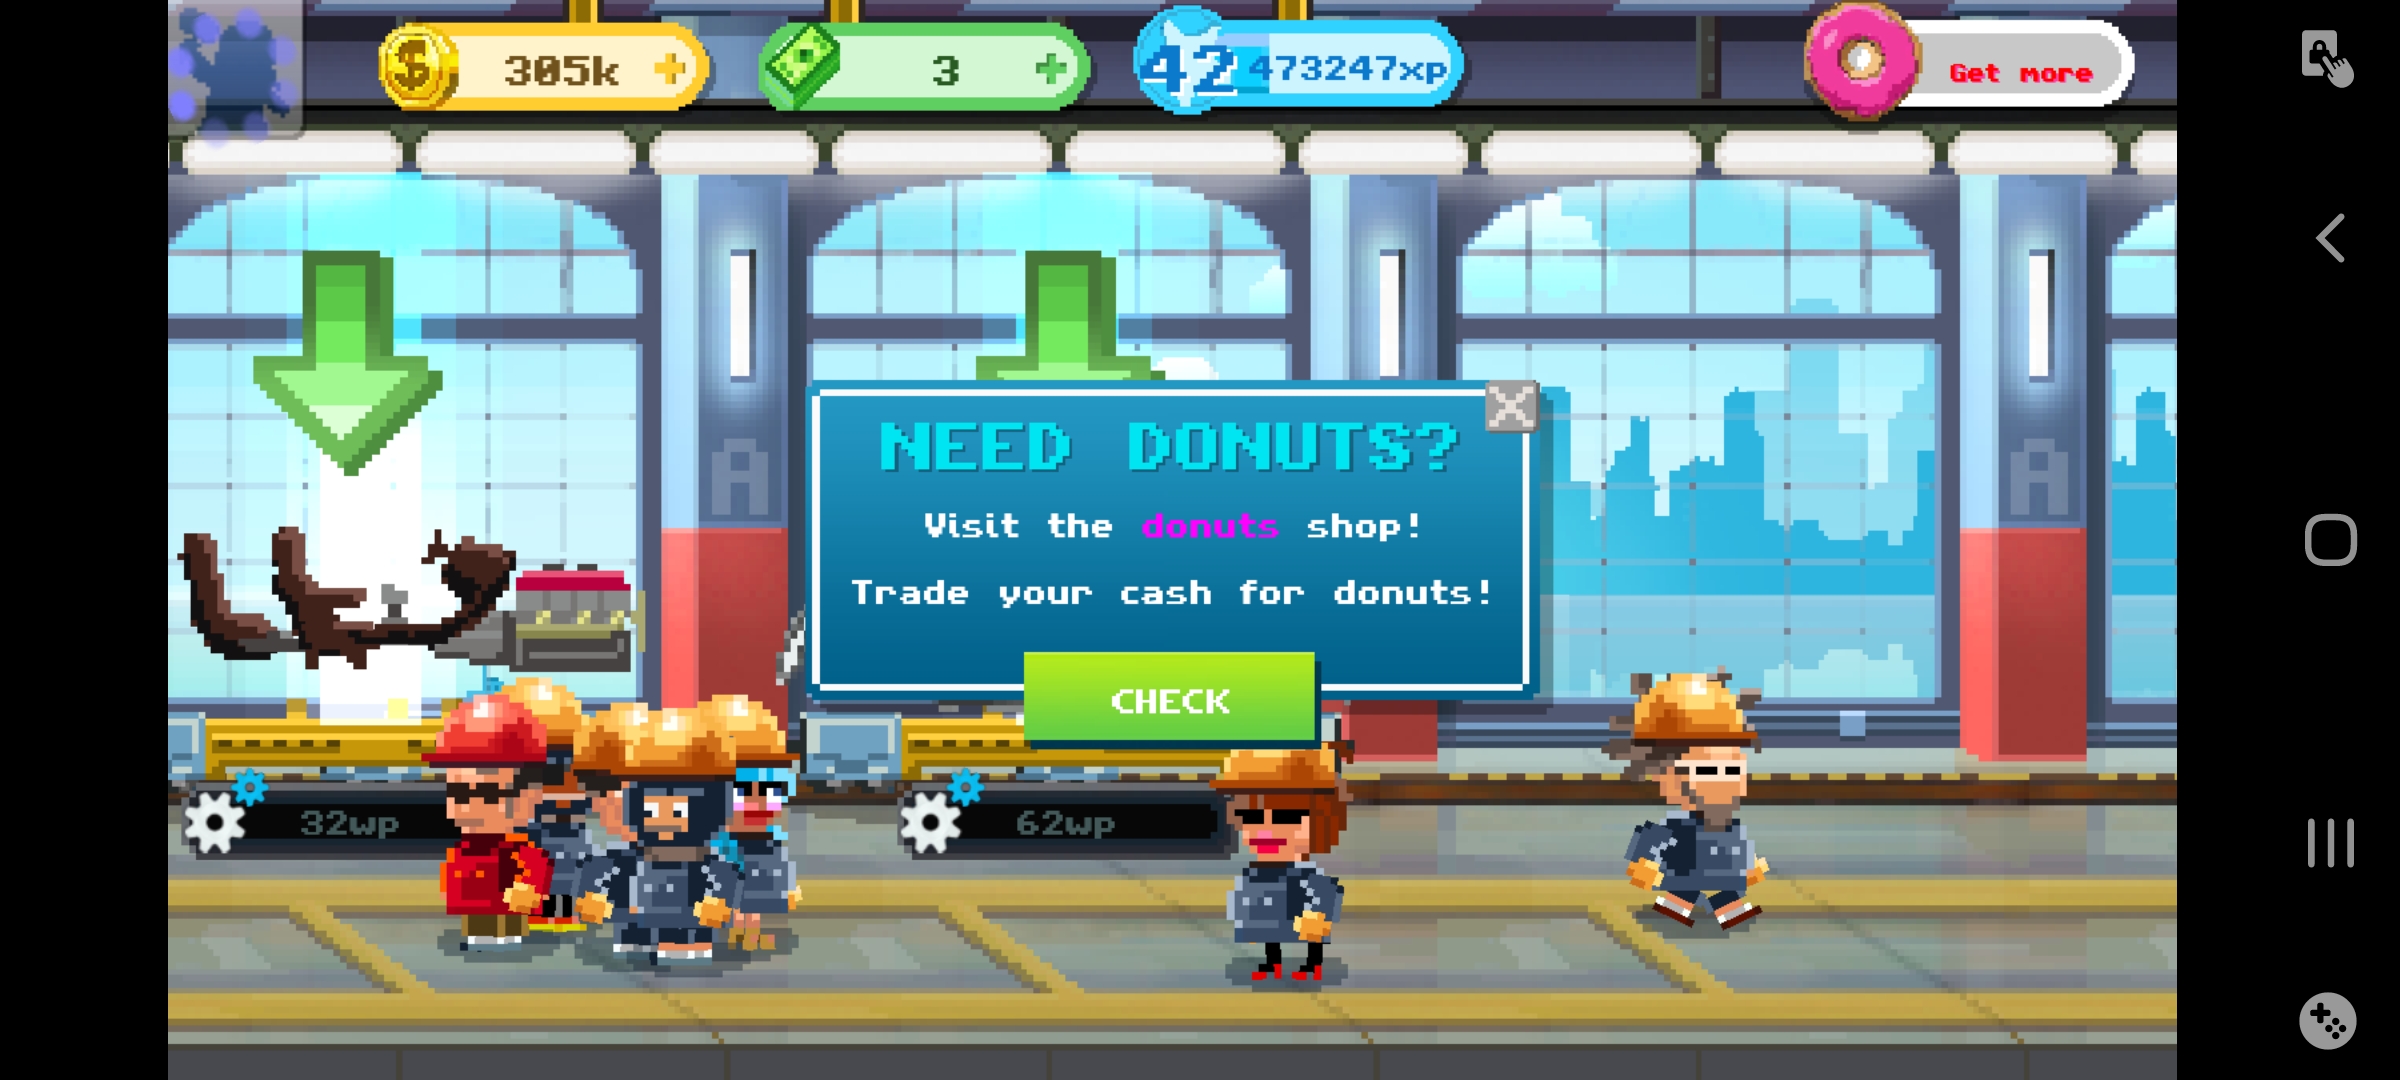 305k
3
42
473247xp
Get more
A
A
NEED DONUTS?
Visit the donuts shop!
Trade your cash for donuts!
CHECK
32wp
62wp